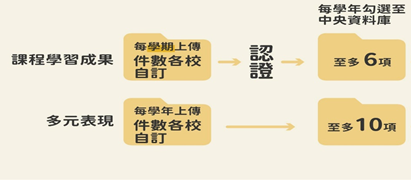 每學年勾選至
中央資料庫
課程學習成果
每學期上傳
件數各校
自訂
認證
至多6項
多元表現
每學年上傳
件數各校
自訂
至多10項